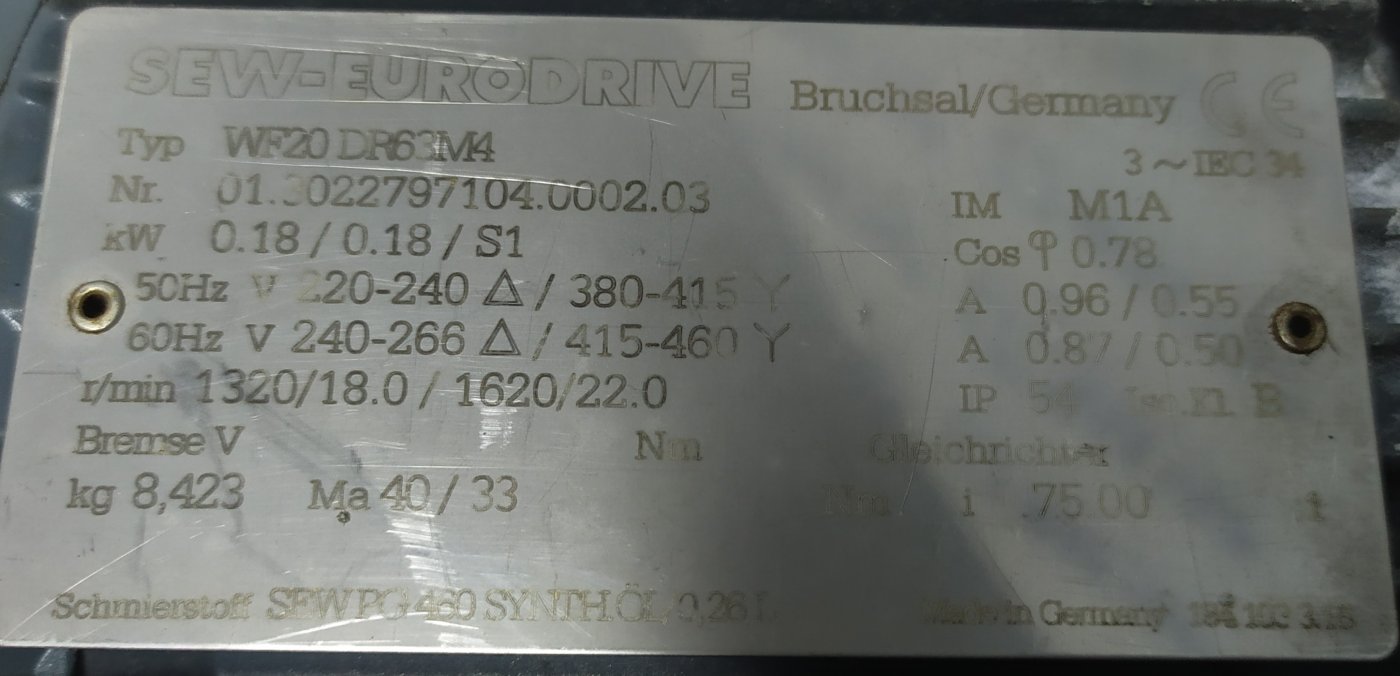 SEW-EURODRIVE Bruchsal/Germany CE
Typ WF20 DR63M4 3 ~ IEC 34
Nr. 01.3022797104.0002.03 IM M1A
kW 0.18 / 0.18 / S1 Cos φ 0.78
50Hz V 220-240 △ / 380-415 Y A 0.96 / 0.55
60Hz V 240-266 △ / 415-460 Y A 0.87 / 0.50
r/min 1320/18.0 / 1620/22.0 IP 54 Kl B
Bremse V Nm Gleichrichter
kg 8,423 Ma 40 / 33 Nm i 75.00
Schmierstoff SEW PG 460 SYNTH.ÖL 0,26 L Made in Germany